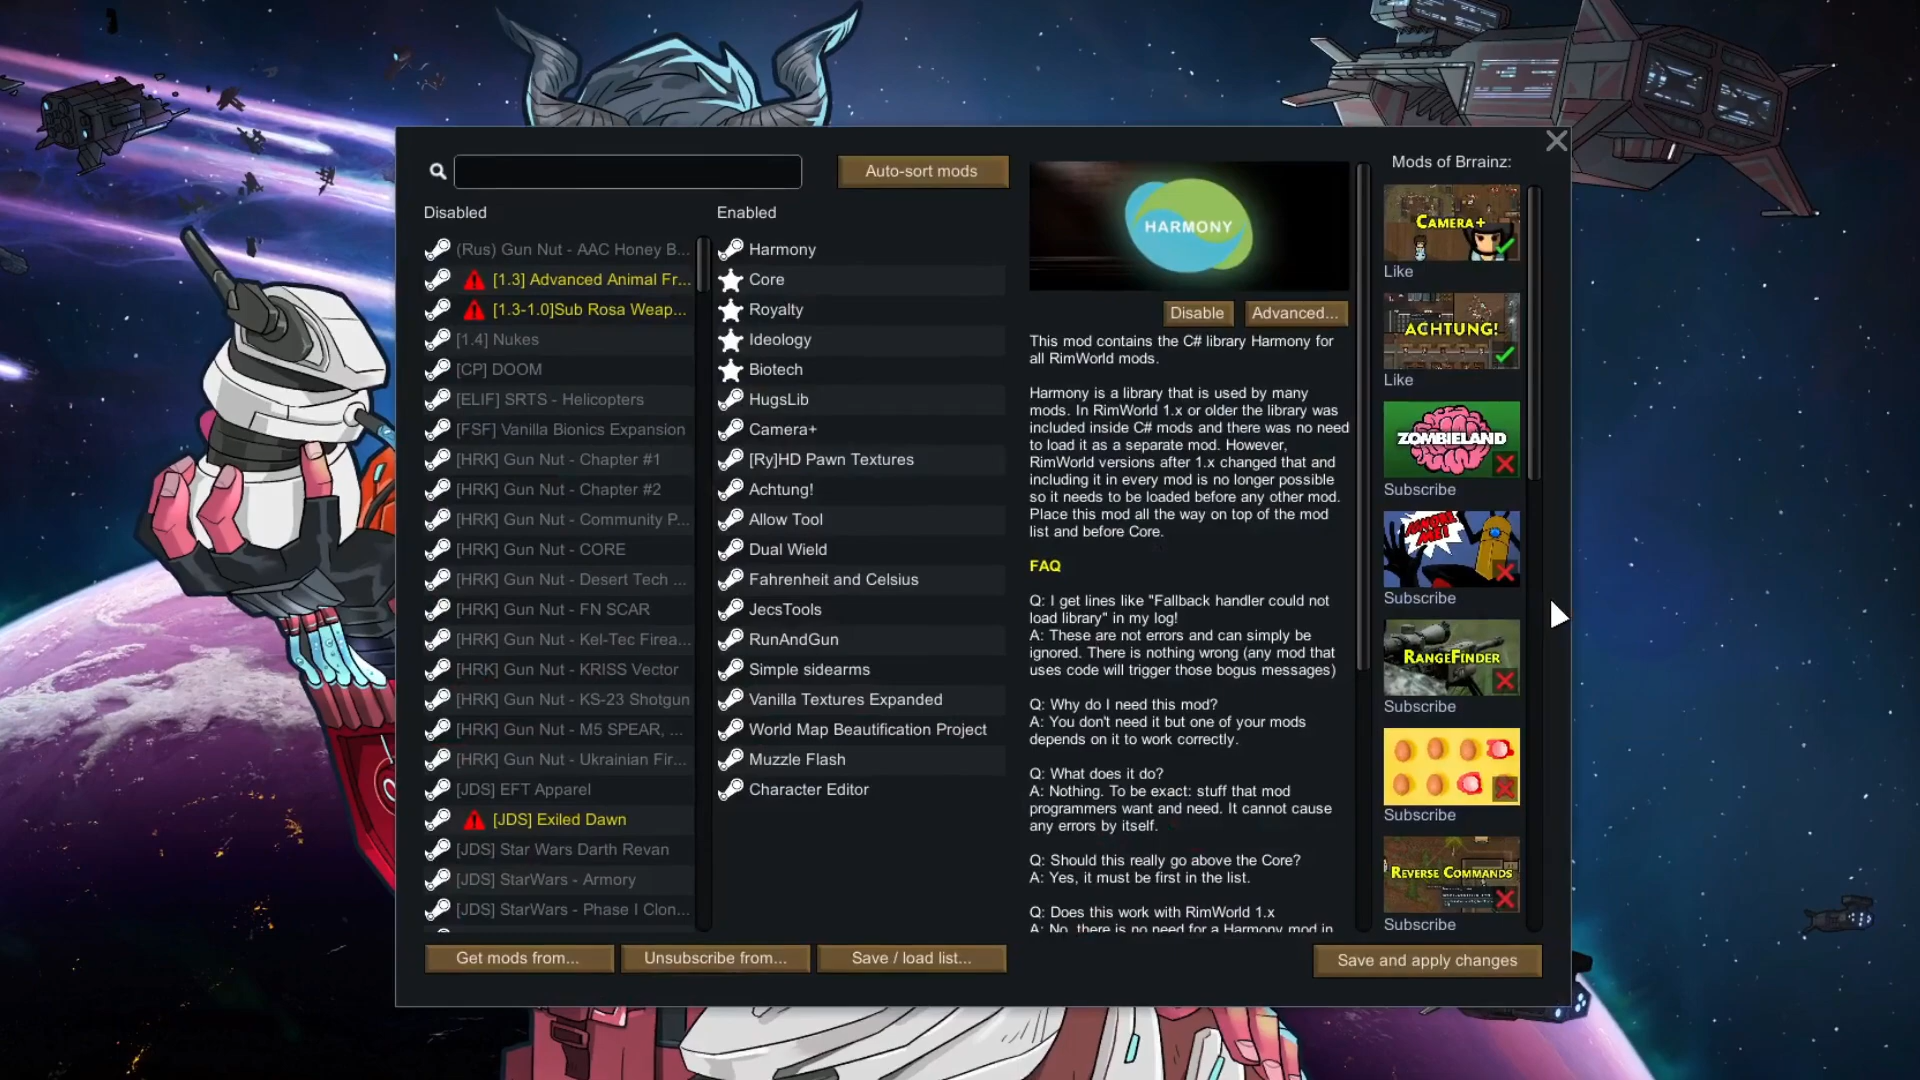 Auto-sort mods
Disabled
(Rus) Gun Nut - AAC Honey B...
[1.3] Advanced Animal Fr...
[1.3-1.0]Sub Rosa Weap...
[1.4] Nukes
[CP] DOOM
[ELIF] SRTS - Helicopters
[FSF] Vanilla Bionics Expansion
[HRK] Gun Nut - Chapter #1
[HRK] Gun Nut - Chapter #2
[HRK] Gun Nut - Community P...
[HRK] Gun Nut - CORE
[HRK] Gun Nut - Desert Tech ...
[HRK] Gun Nut - FN SCAR
[HRK] Gun Nut - Kel-Tec Firea...
[HRK] Gun Nut - KRISS Vector
[HRK] Gun Nut - KS-23 Shotgun
[HRK] Gun Nut - M5 SPEAR, ...
[HRK] Gun Nut - Ukrainian Fir...
[JDS] EFT Apparel
[JDS] Exiled Dawn
[JDS] Star Wars Darth Revan
[JDS] StarWars - Armory
[JDS] StarWars - Phase I Clon...
Enabled
Harmony
Core
Royalty
Ideology
Biotech
HugsLib
Camera+
[Ry]HD Pawn Textures
Achtung!
Allow Tool
Dual Wield
Fahrenheit and Celsius
JecsTools
RunAndGun
Simple sidearms
Vanilla Textures Expanded
World Map Beautification Project
Muzzle Flash
Character Editor
HARMONY
Disable
Advanced...
This mod contains the C# library Harmony for
all RimWorld mods.
Harmony is a library that is used by many
mods. In RimWorld 1.x or older the library was
included inside C# mods and there was no need
to load it as a separate mod. However,
RimWorld versions after 1.x changed that and
including it in every mod is no longer possible
so it needs to be loaded before any other mod.
Place this mod all the way on top of the mod
list and before Core.
FAQ
Q: I get lines like "Fallback handler could not
load library" in my log!
A: These are not errors and can simply be
ignored. There is nothing wrong (any mod that
uses code will trigger those bogus messages)
Q: Why do I need this mod?
A: You don't need it but one of your mods
depends on it to work correctly.
Q: What does it do?
A: Nothing. To be exact: stuff that mod
programmers want and need. It cannot cause
any errors by itself.
Q: Should this really go above the Core?
A: Yes, it must be first in the list.
Q: Does this work with RimWorld 1.x
A: No, there is no need for a Harmony mod in
Mods of Brrainz:
CAMERA+
Like
ACHTUNG!
Like
ZOMBIELAND
Subscribe
IGNORE
ME!
Subscribe
RANGEFINDER
Subscribe
Subscribe
REVERSE COMMANDS
Subscribe
Get mods from...
Unsubscribe from...
Save / load list...
Save and apply changes